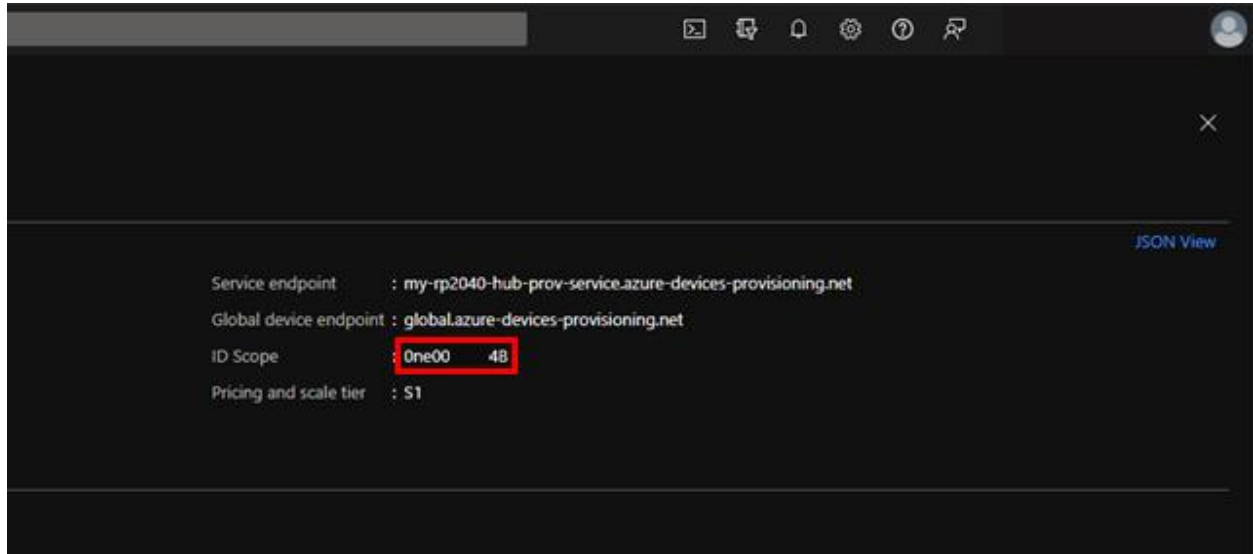 JSON View
Service endpoint : my-rp2040-hub-prov-service.azure-devices-provisioning.net
Global device endpoint : global.azure-devices-provisioning.net
ID Scope : 0ne00 4B
Pricing and scale tier : S1